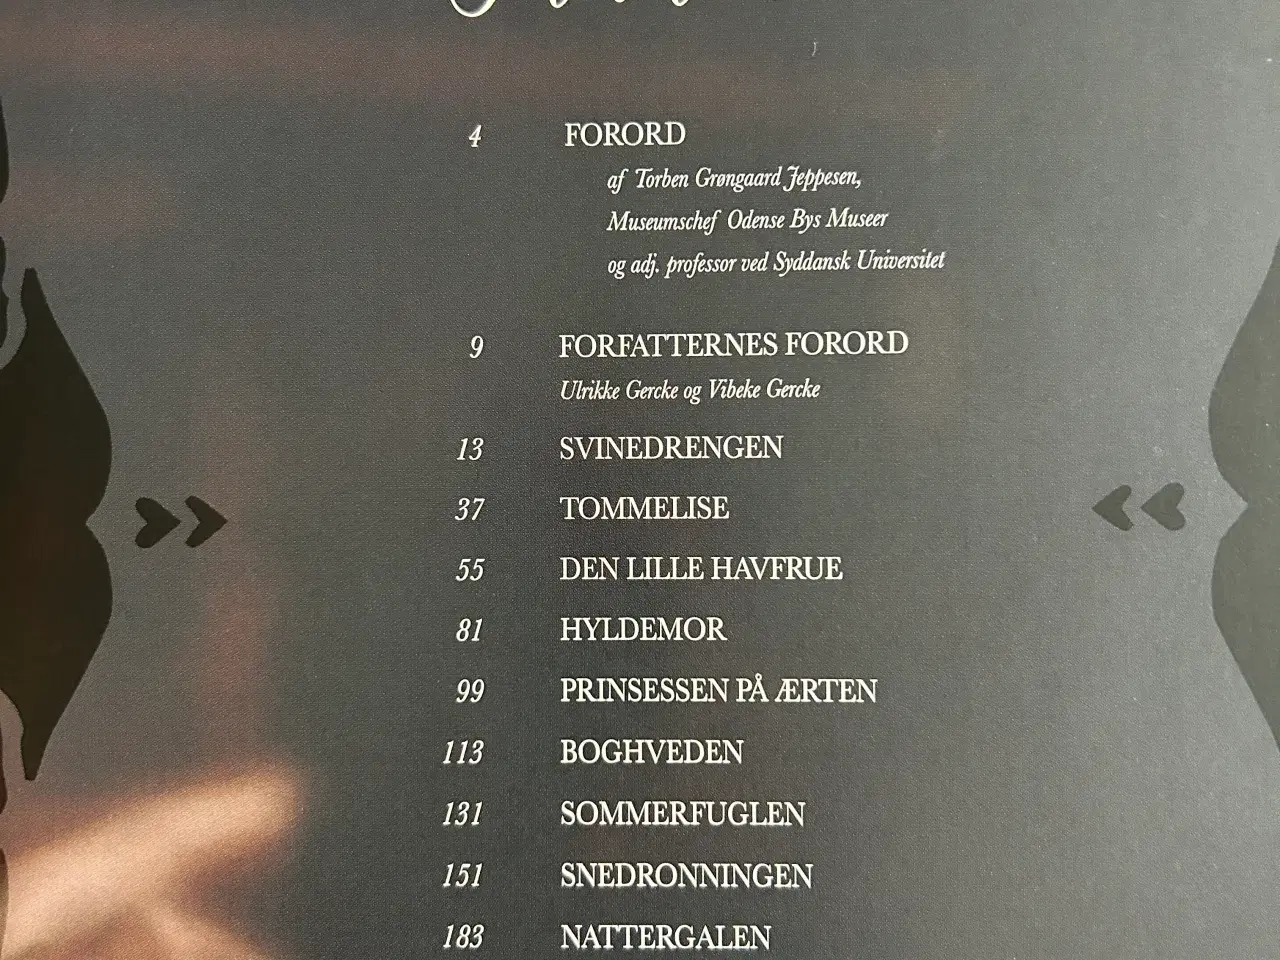 4 FORORD
af Torben Grøngaard Jeppesen,
Museumschef Odense Bys Museer
og adj. professor ved Syddansk Universitet
9 FORFATTERNES FORORD
Ulrikke Gercke og Vibeke Gercke
13 SVINEDRENGEN
37 TOMMELISE
55 DEN LILLE HAVFRUE
81 HYLDEMOR
99 PRINSESSEN PÅ ÆRTEN
113 BOGHVEDEN
131 SOMMERFUGLEN
151 SNEDRONNINGEN
183 NATTERGALEN